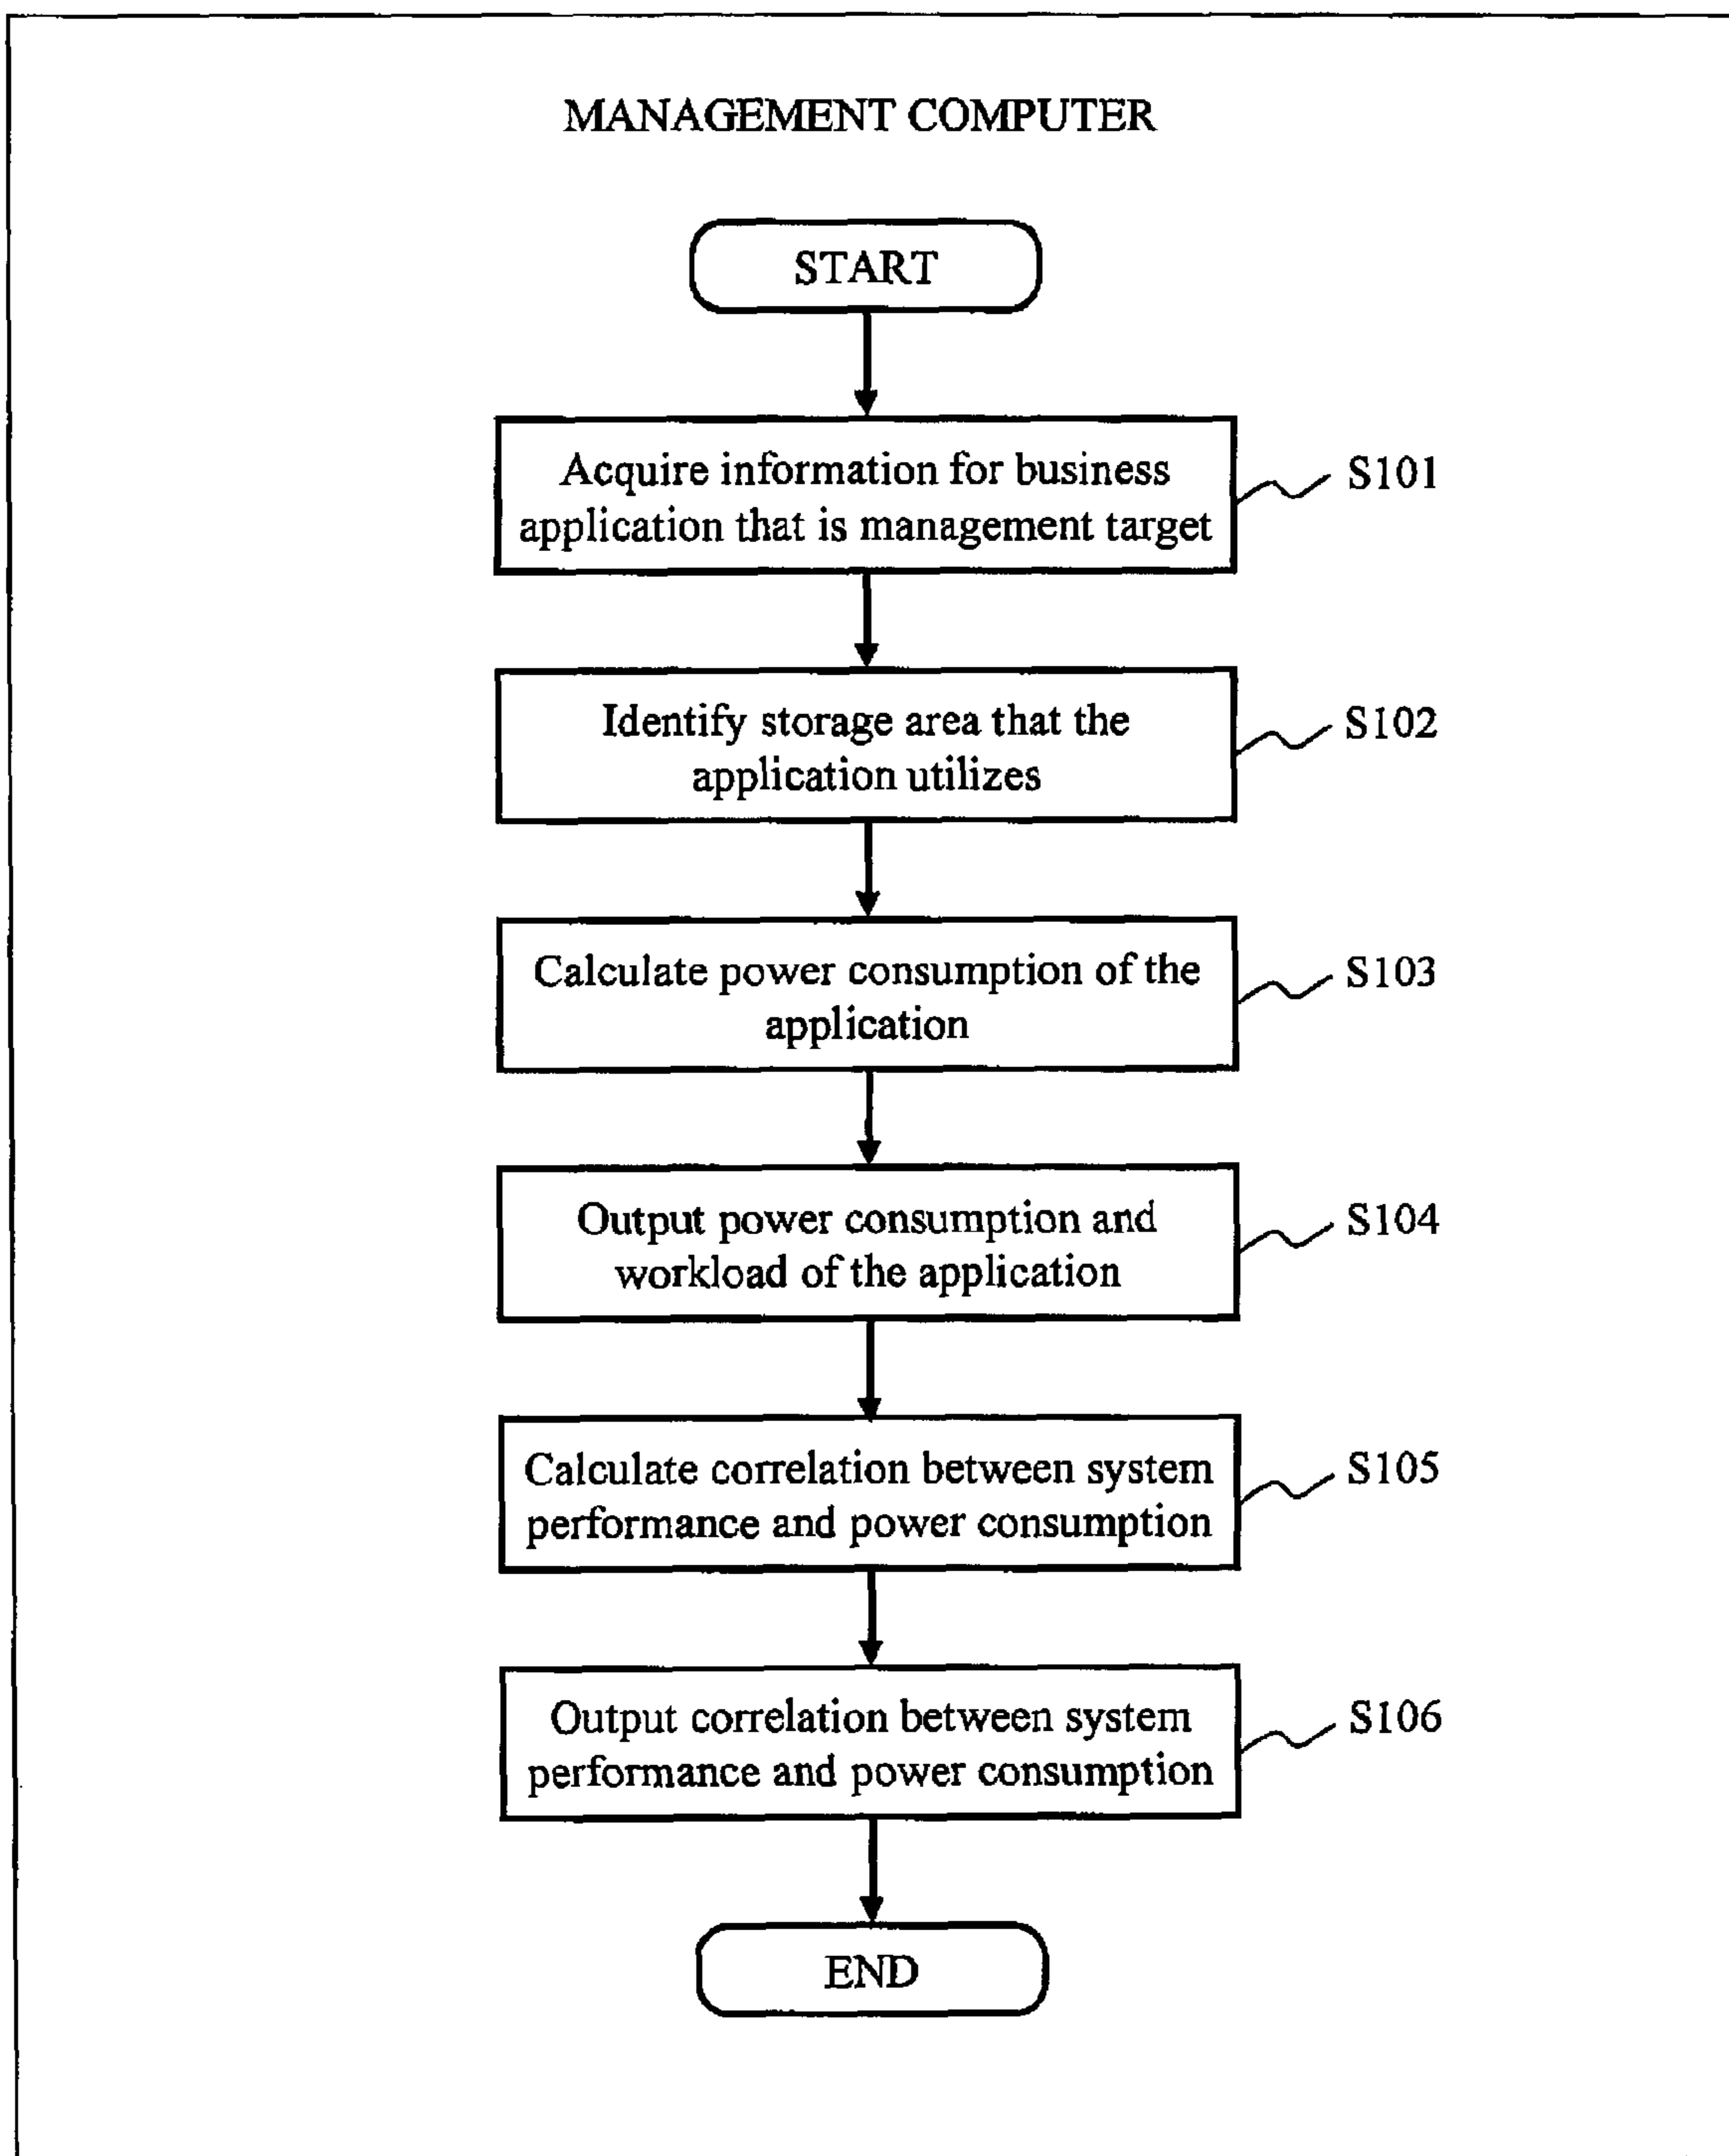 MANAGEMENT COMPUTER
START
Acquire information for business
application that is management target
S101
Identify storage area that the
application utilizes
S102
Calculate power consumption of the
application
S103
Output power consumption and
workload of the application
S104
Calculate correlation between system
performance and power consumption
S105
Output correlation between system
performance and power consumption
S106
END